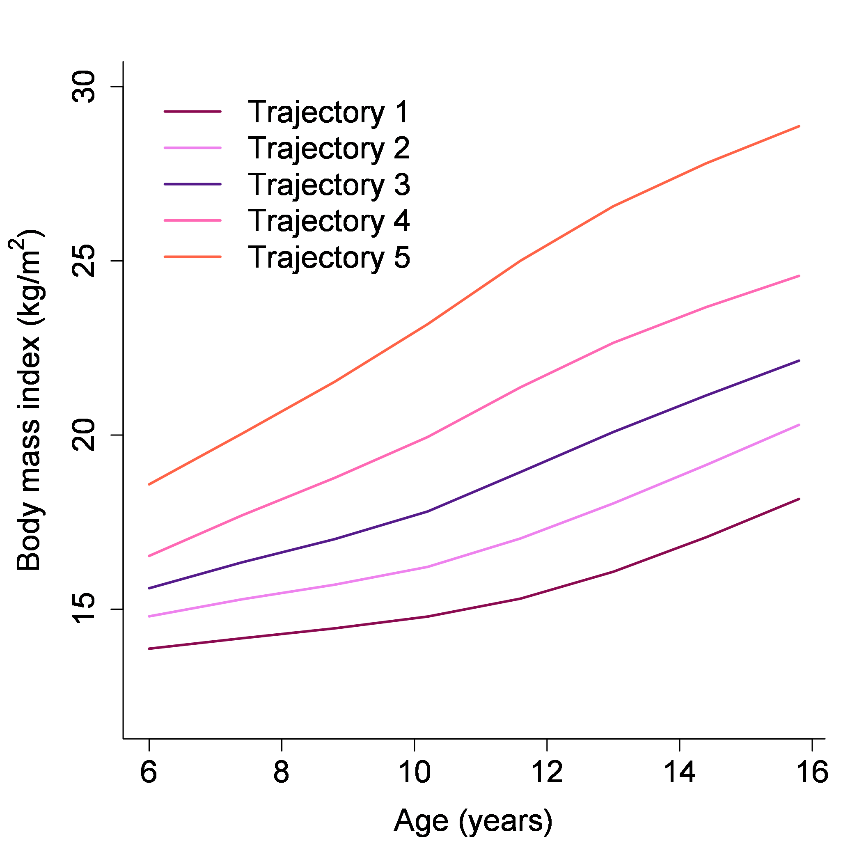 Trajectory 1
Trajectory 2
Trajectory 3
Trajectory 4
Trajectory 5
Body mass index (kg/m²)
30
25
20
15
6 8 10 12 14 16
Age (years)